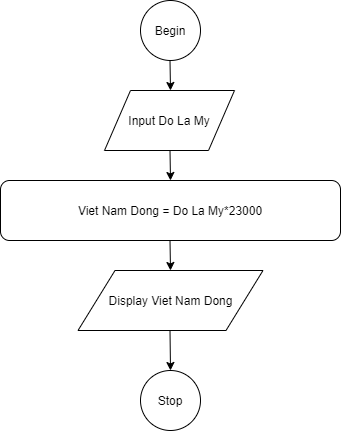 Begin
Input Do La My
Viet Nam Dong = Do La My*23000
Display Viet Nam Dong
Stop